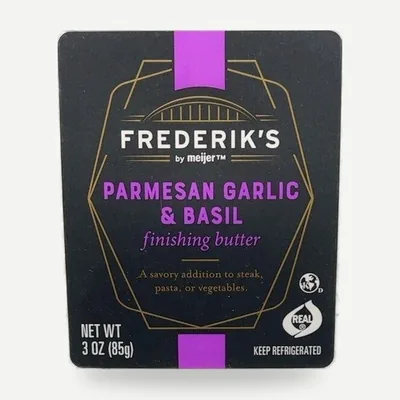 FREDERIK'S
by meijer™
PARMESAN GARLIC
& BASIL
finishing butter
A savory addition to steak,
pasta, or vegetables.
D
REAL®
NET WT
3 OZ (85g)
KEEP REFRIGERATED